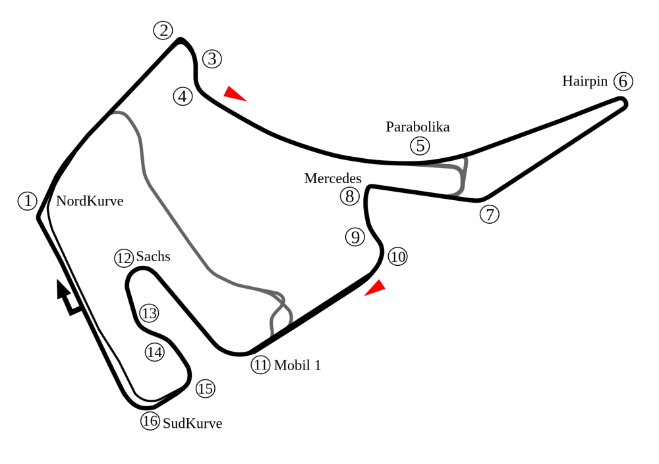 2
3
4
Hairpin 6
Parabolika
5
Mercedes
8
1 NordKurve
7
9
10
12 Sachs
13
14
11 Mobil 1
15
16 SudKurve